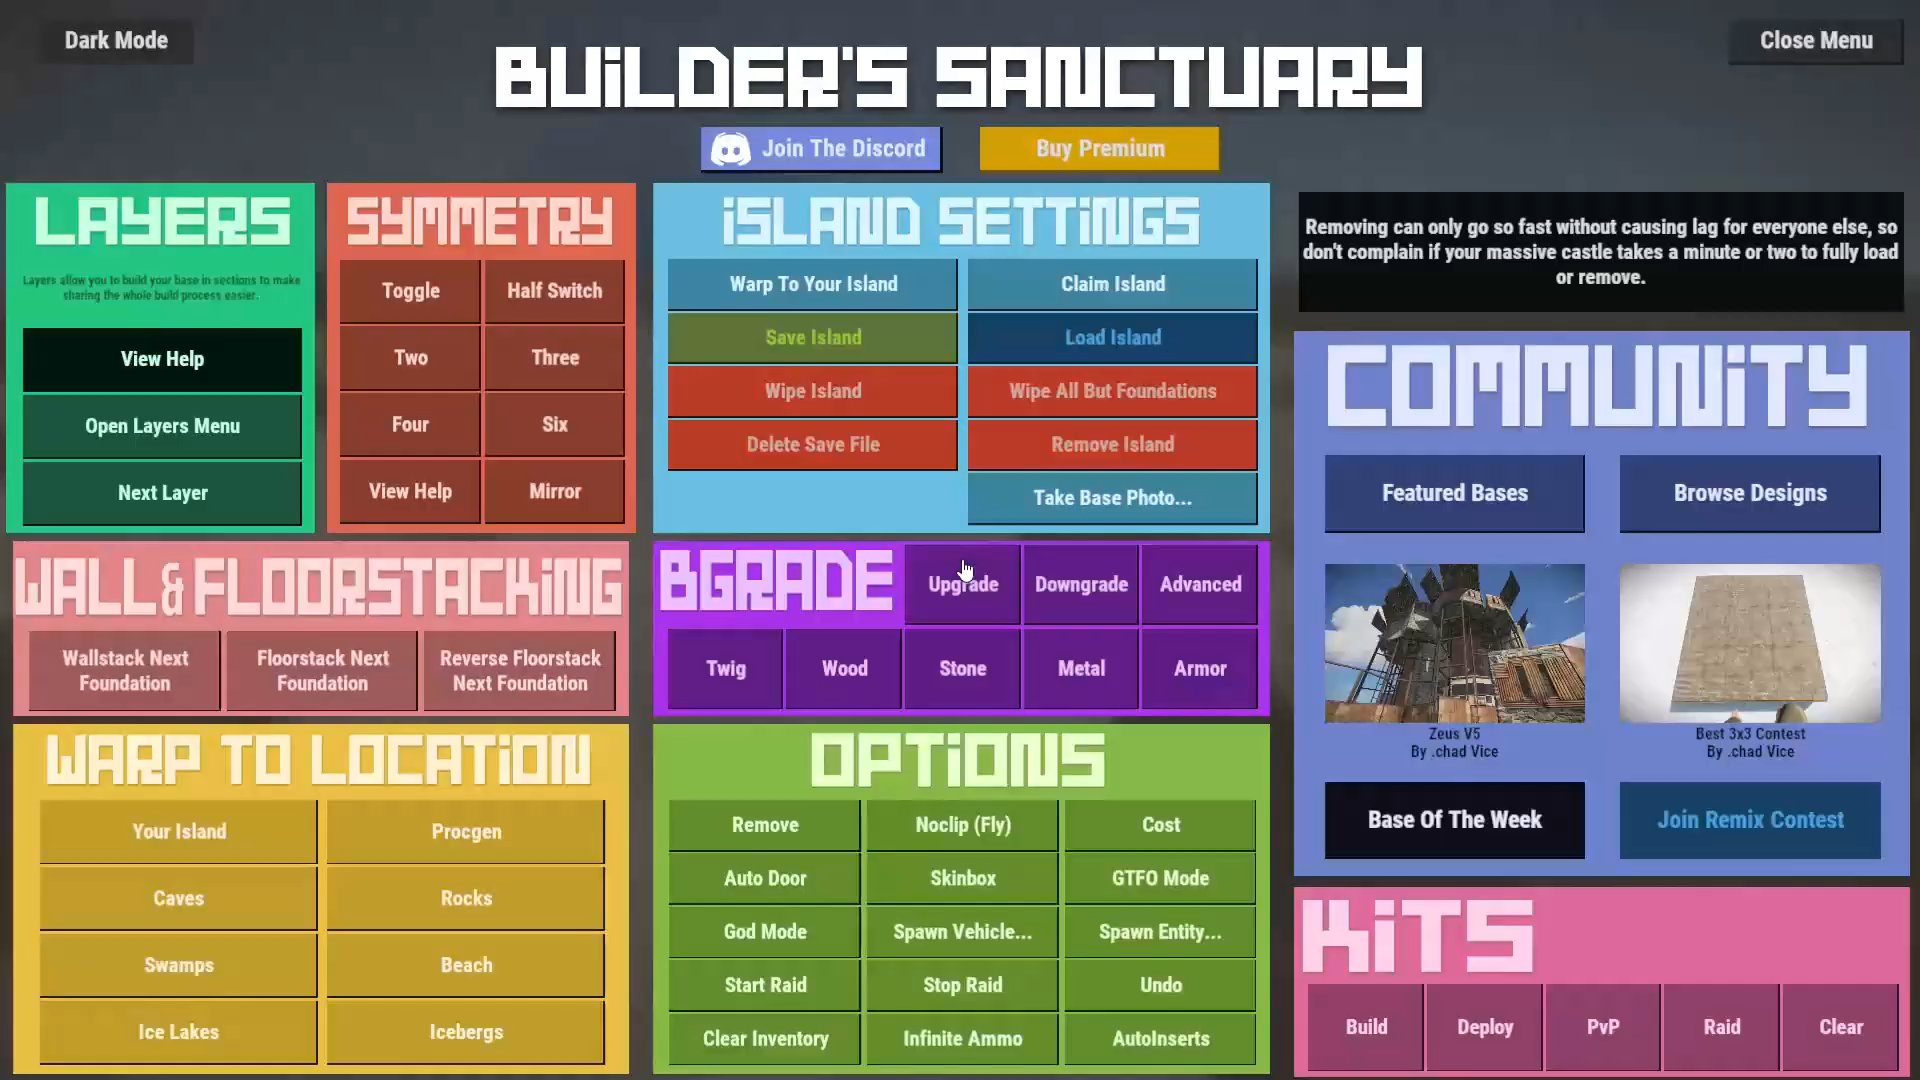 Dark Mode
Close Menu
BUiLDER'S SANCTUARY
Join The Discord
Buy Premium
LAYERS
Layers allow you to build your base in sections to make
sharing the whole build process easier.
View Help
Open Layers Menu
Next Layer
SYMMETRY
Toggle
Half Switch
Two
Three
Four
Six
View Help
Mirror
iSLAND SETTiNGS
Warp To Your Island
Claim Island
Save Island
Load Island
Wipe Island
Wipe All But Foundations
Delete Save File
Remove Island
Take Base Photo...
Removing can only go so fast without causing lag for everyone else, so
don't complain if your massive castle takes a minute or two to fully load
or remove.
COMMUNiTY
Featured Bases
Browse Designs
Zeus V5
By .chad Vice
Best 3x3 Contest
By .chad Vice
Base Of The Week
Join Remix Contest
WALL & FLOORSTACKiNG
Wallstack Next
Foundation
Floorstack Next
Foundation
Reverse Floorstack
Next Foundation
BGRADE
Upgrade
Downgrade
Advanced
Twig
Wood
Stone
Metal
Armor
WARP TO LOCATiON
Your Island
Procgen
Caves
Rocks
Swamps
Beach
Ice Lakes
Icebergs
OPTiONS
Remove
Noclip (Fly)
Cost
Auto Door
Skinbox
GTFO Mode
God Mode
Spawn Vehicle...
Spawn Entity...
Start Raid
Stop Raid
Undo
Clear Inventory
Infinite Ammo
AutoInserts
KiTS
Build
Deploy
PvP
Raid
Clear